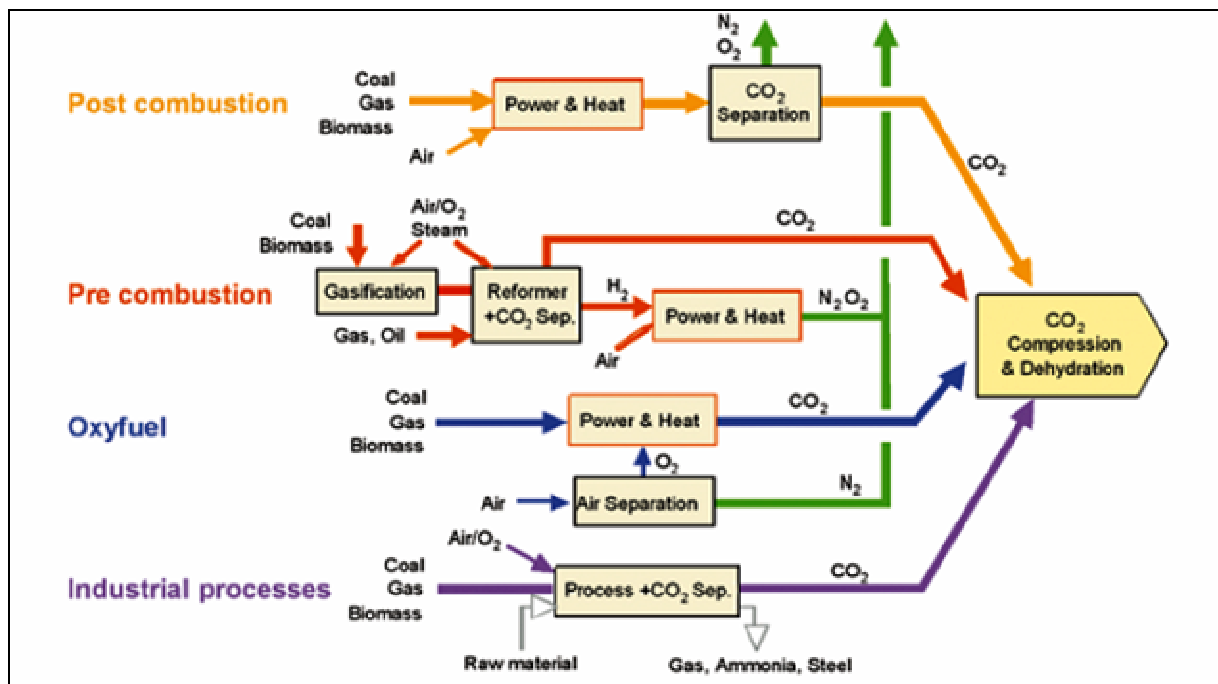 N₂
O₂
Post combustion
Coal
Gas
Biomass
Air
Power & Heat
CO₂
Separation
CO₂
Pre combustion
Coal
Biomass
Air/O₂
Steam
Gasification
Gas, Oil
Reformer
+CO₂ Sep.
H₂
Air
Power & Heat
N₂ O₂
CO₂
CO₂
Compression
& Dehydration
Oxyfuel
Coal
Gas
Biomass
Power & Heat
CO₂
O₂
Air
Air Separation
N₂
Industrial processes
Air/O₂
Coal
Gas
Biomass
Process +CO₂ Sep.
CO₂
Raw material
Gas, Ammonia, Steel